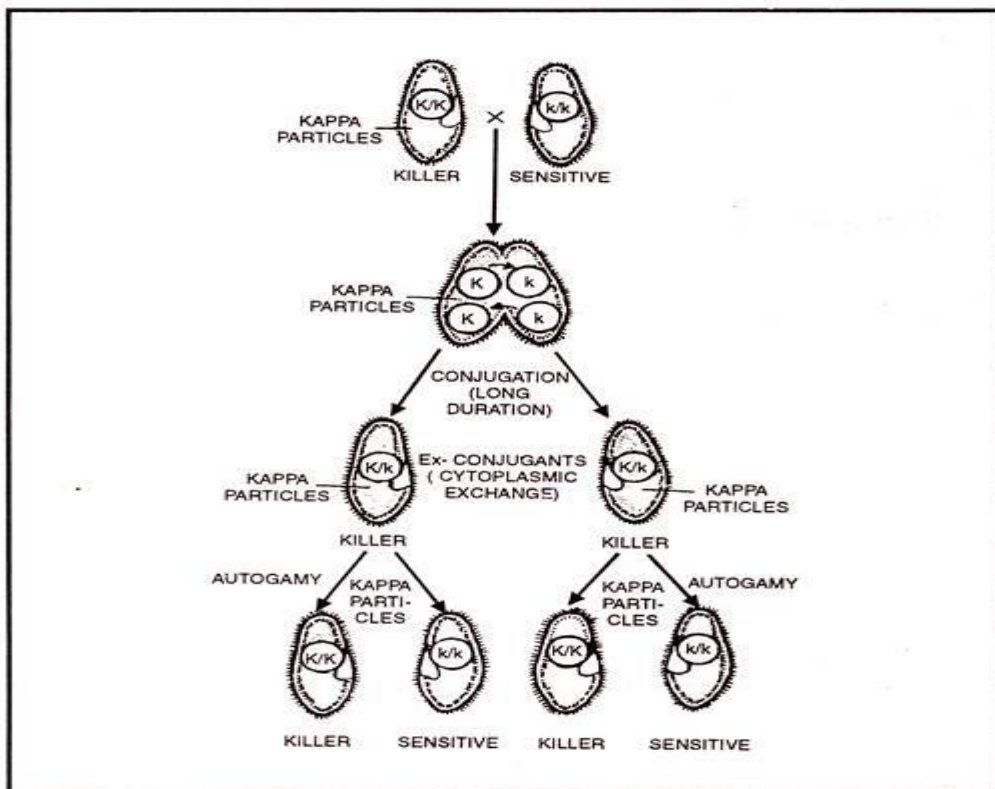 K/K
k/k
×
KAPPA
PARTICLES
KILLER
SENSITIVE
K
k
KAPPA
PARTICLES
K
k
CONJUGATION
(LONG
DURATION)
K/k
Ex- CONJUGANTS
( CYTOPLASMIC
EXCHANGE)
K/k
KAPPA
PARTICLES
KAPPA
PARTICLES
KILLER
KILLER
AUTOGAMY
KAPPA
PARTI-
CLES
KAPPA
PARTI-
CLES
AUTOGAMY
K/K
k/k
K/K
k/k
KILLER
SENSITIVE
KILLER
SENSITIVE